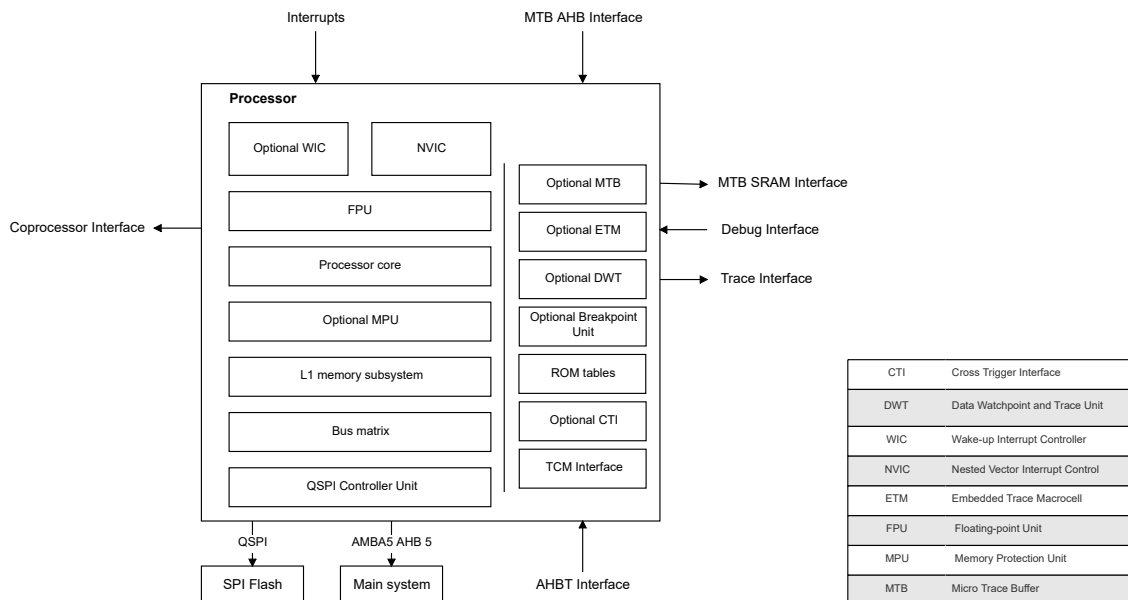 Interrupts
MTB AHB Interface
Processor
Optional WIC
NVIC
FPU
Processor core
Optional MPU
L1 memory subsystem
Bus matrix
QSPI Controller Unit
Optional MTB
Optional ETM
Optional DWT
Optional Breakpoint
Unit
ROM tables
Optional CTI
TCM Interface
Coprocessor Interface
MTB SRAM Interface
Debug Interface
Trace Interface
QSPI
AMBA5 AHB 5
SPI Flash
Main system
AHBT Interface
CTI Cross Trigger Interface
DWT Data Watchpoint and Trace Unit
WIC Wake-up Interrupt Controller
NVIC Nested Vector Interrupt Control
ETM Embedded Trace Macrocell
FPU Floating-point Unit
MPU Memory Protection Unit
MTB Micro Trace Buffer